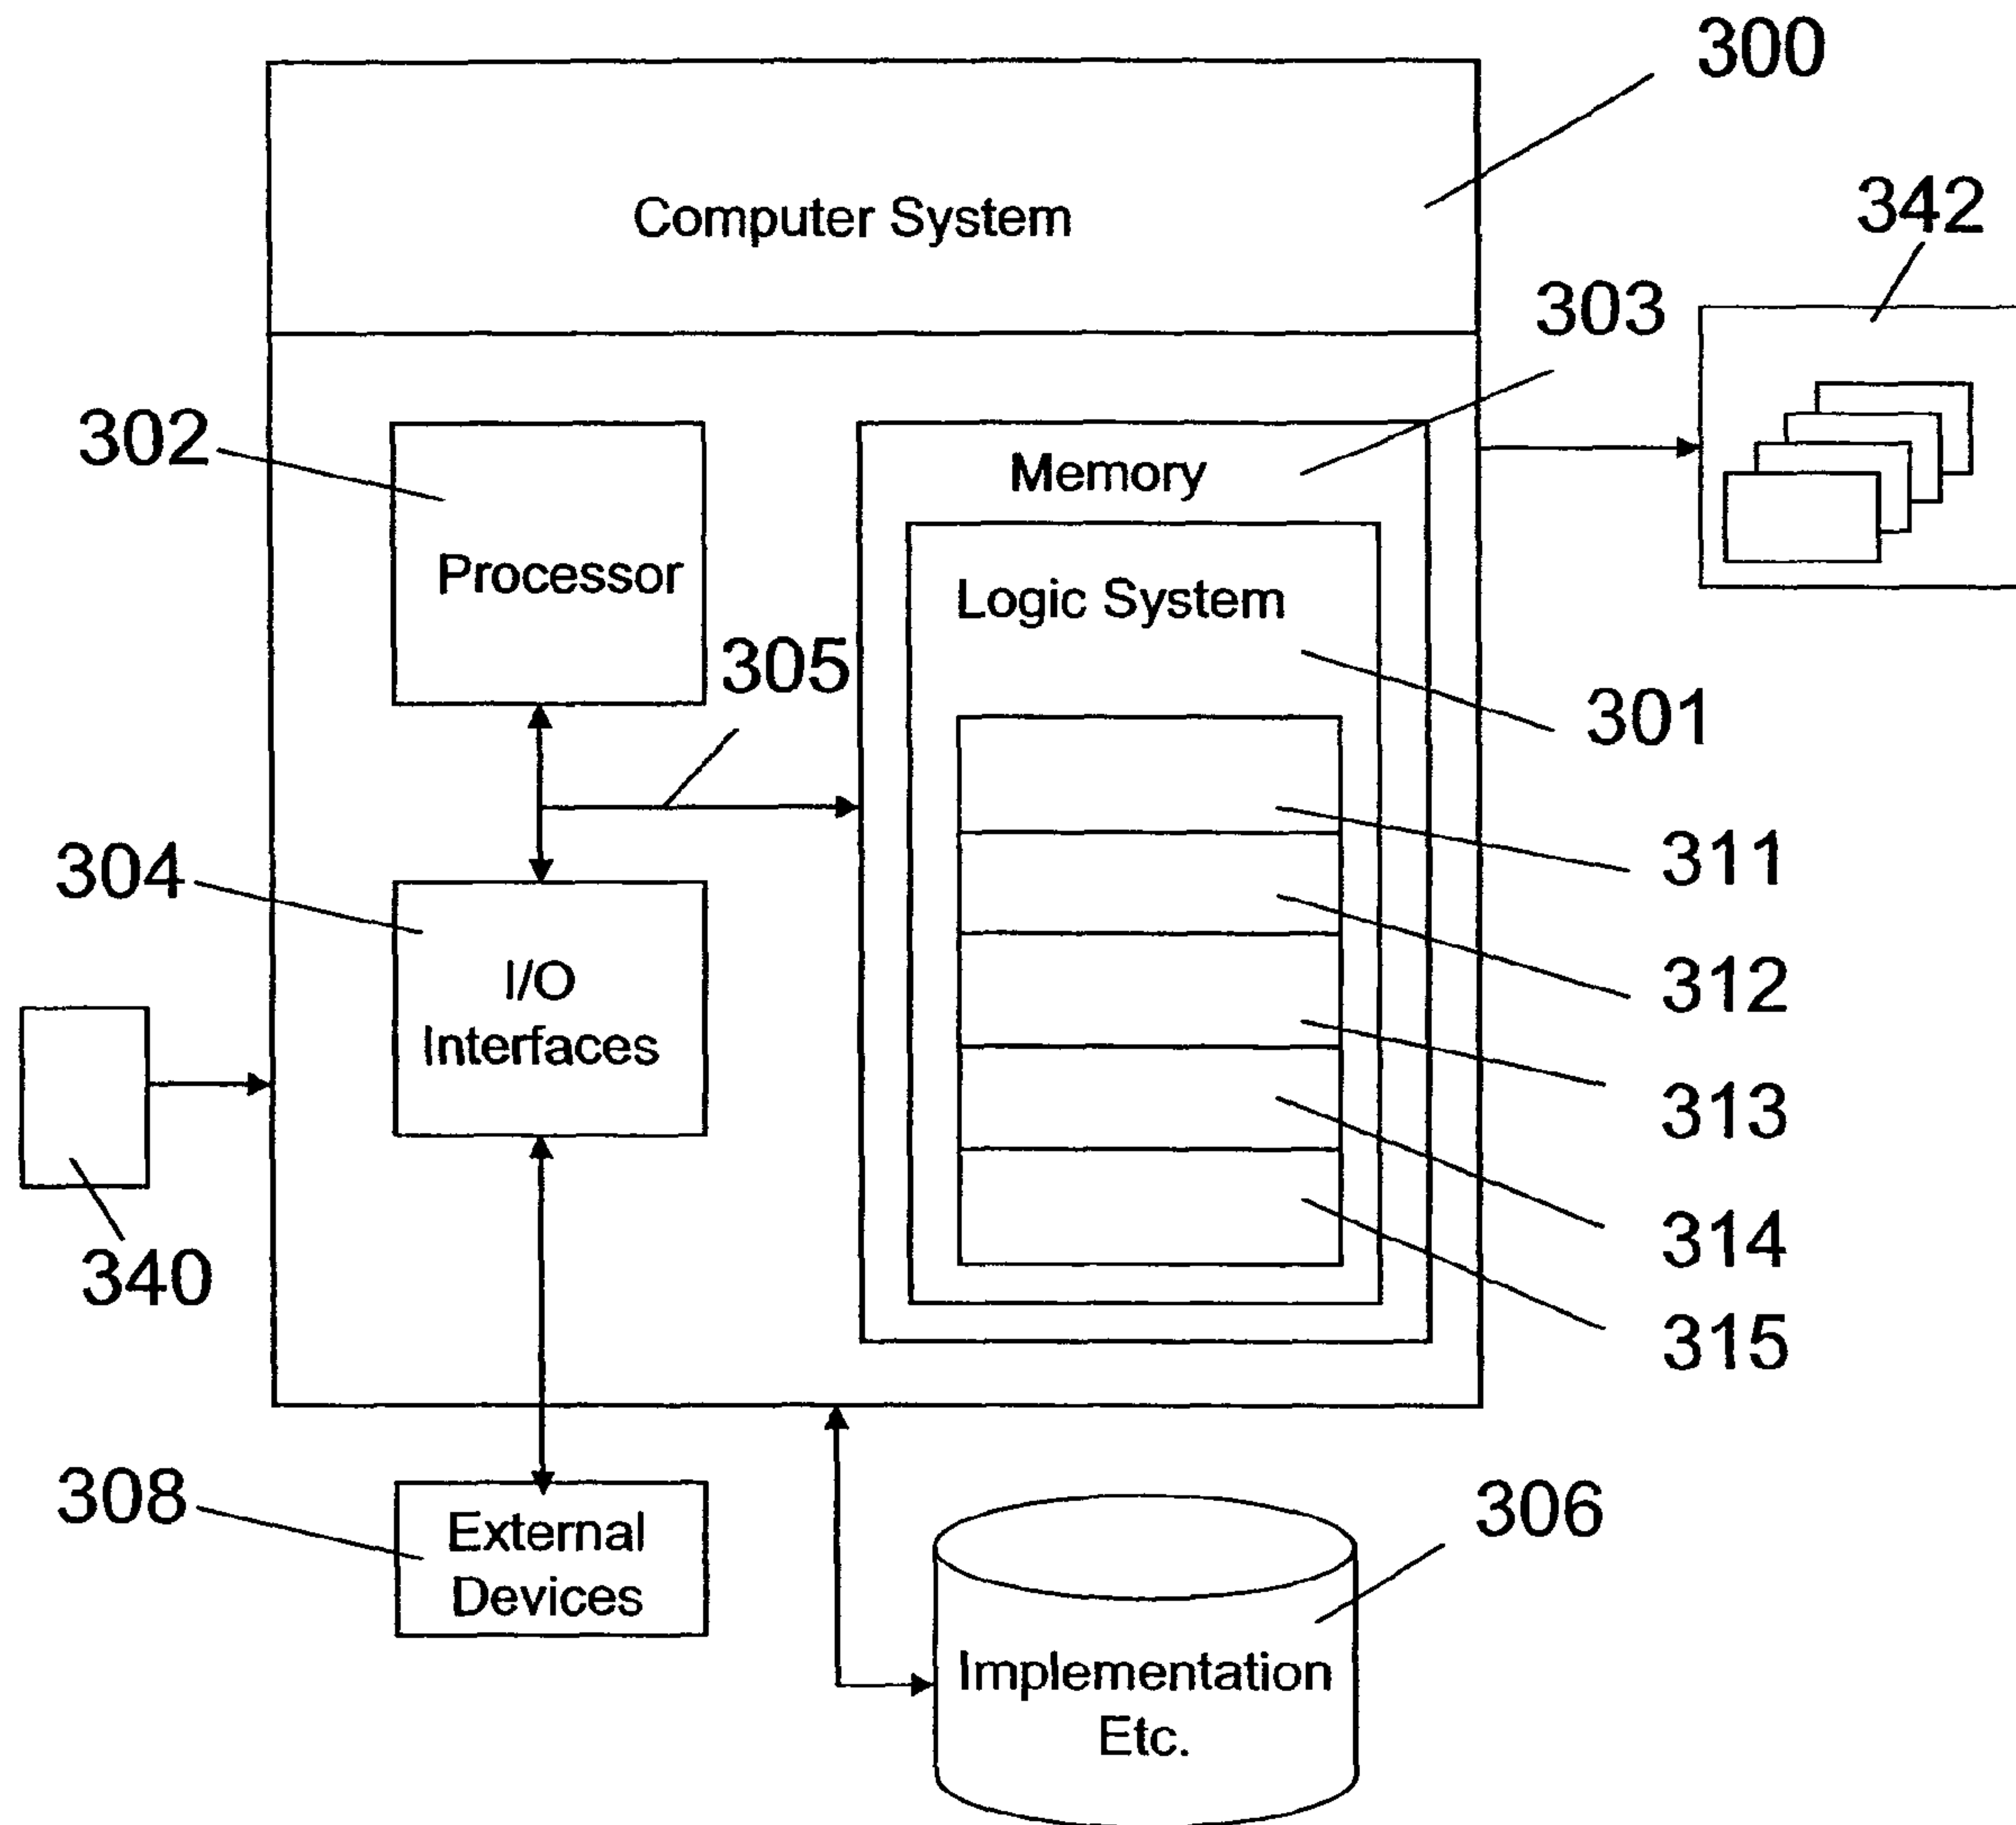 300
Computer System
342
303
302
Memory
Processor
Logic System
305
301
311
304
312
I/O
Interfaces
313
340
314
315
308
External
Devices
306
Implementation
Etc.